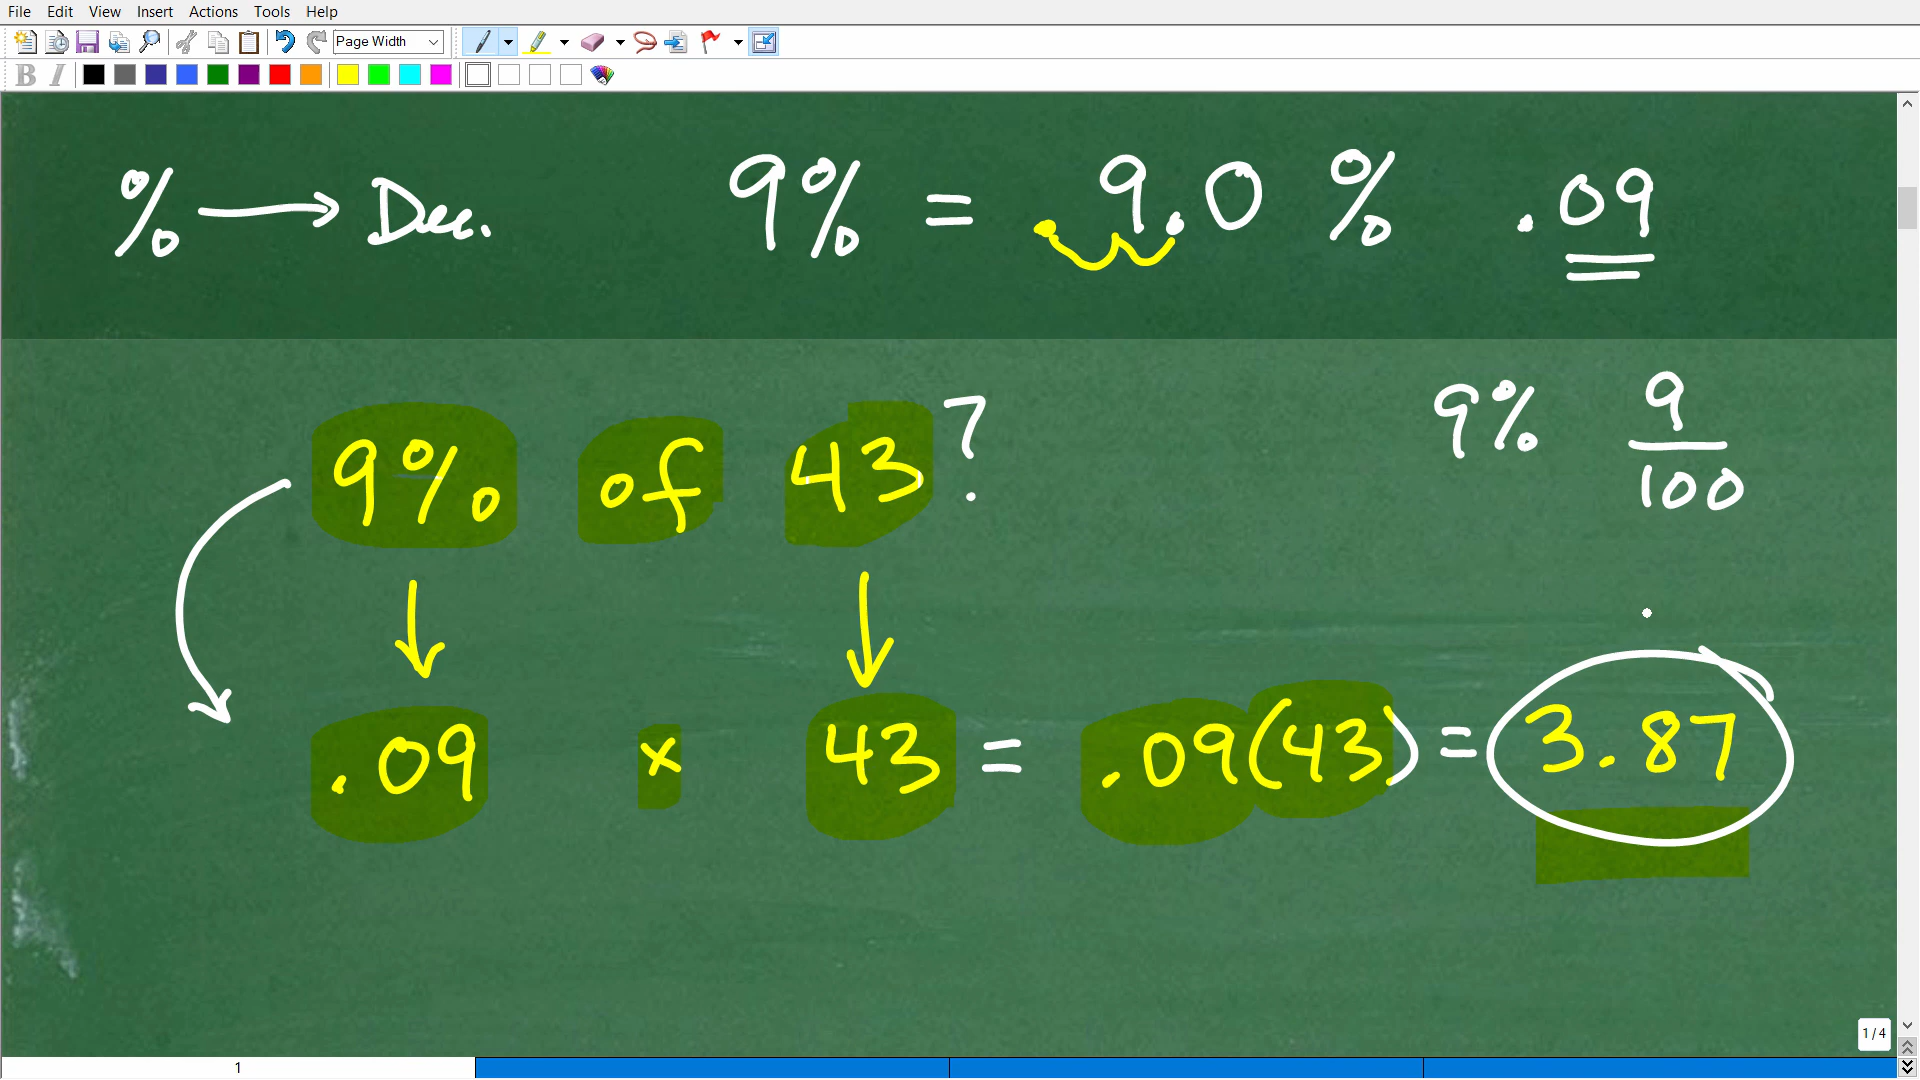 File Edit View Insert Actions Tools Help
Page Width
B I
% → Dec. 9% = 9.0 % .09
9% of 43? 9% 9/100
.09 x 43 = .09(43) = 3.87
1 / 4
1